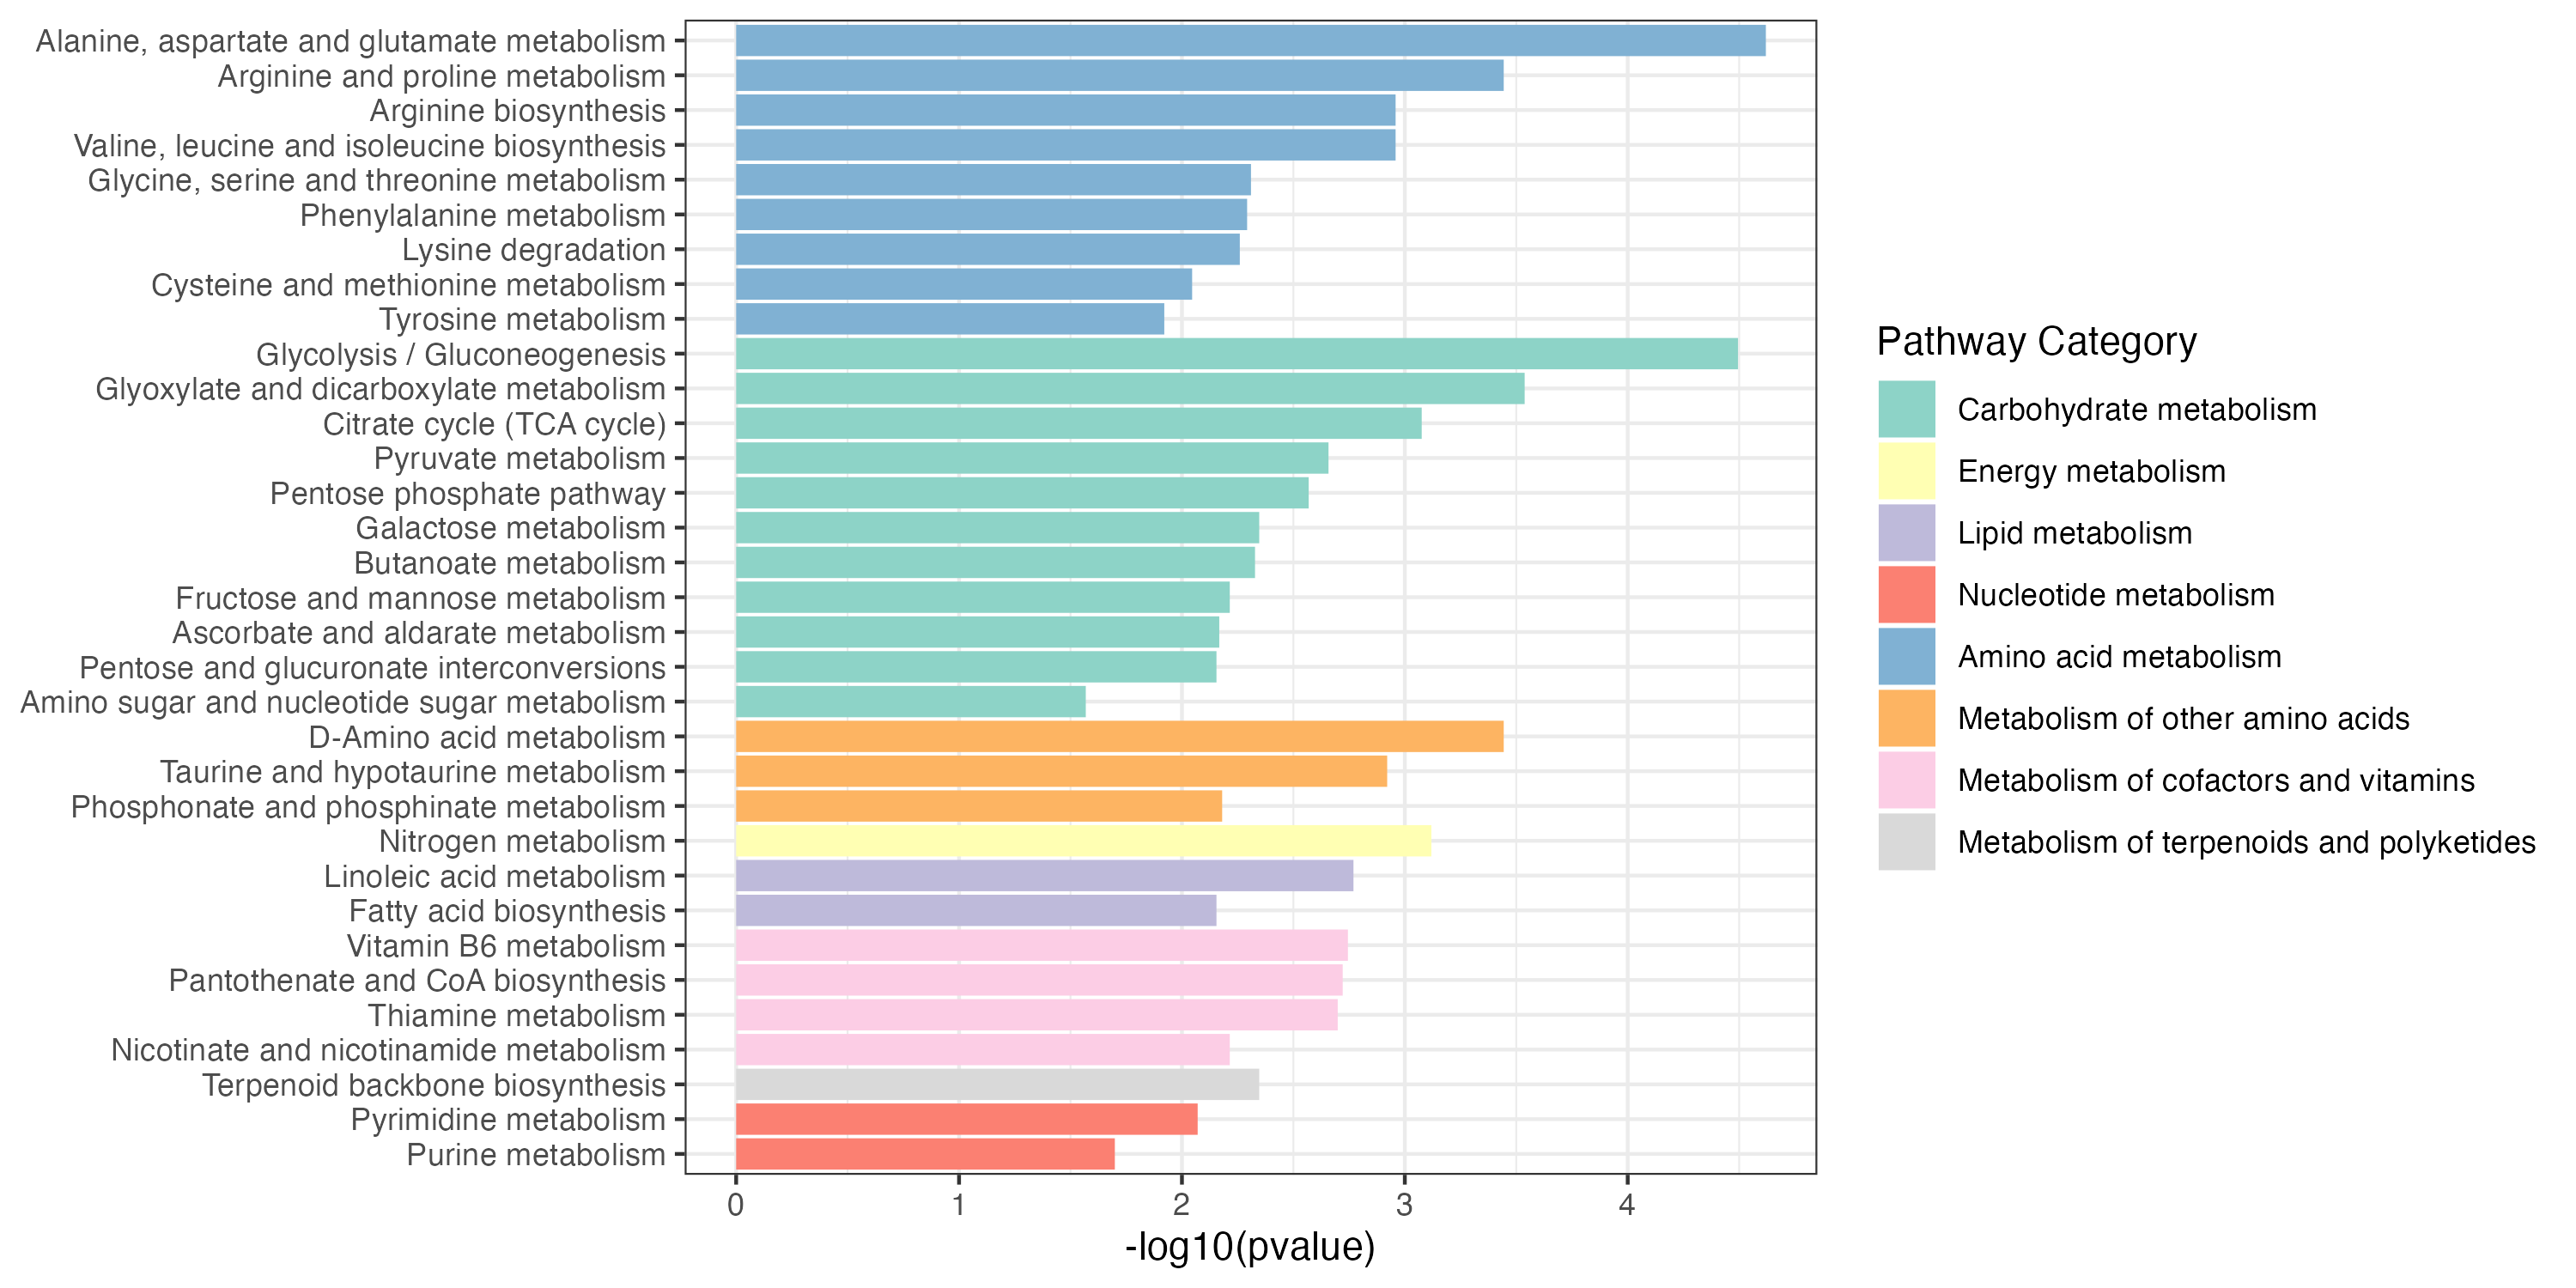 Alanine, aspartate and glutamate metabolism
Arginine and proline metabolism
Arginine biosynthesis
Valine, leucine and isoleucine biosynthesis
Glycine, serine and threonine metabolism
Phenylalanine metabolism
Lysine degradation
Cysteine and methionine metabolism
Tyrosine metabolism
Glycolysis / Gluconeogenesis
Glyoxylate and dicarboxylate metabolism
Citrate cycle (TCA cycle)
Pyruvate metabolism
Pentose phosphate pathway
Galactose metabolism
Butanoate metabolism
Fructose and mannose metabolism
Ascorbate and aldarate metabolism
Pentose and glucuronate interconversions
Amino sugar and nucleotide sugar metabolism
D-Amino acid metabolism
Taurine and hypotaurine metabolism
Phosphonate and phosphinate metabolism
Nitrogen metabolism
Linoleic acid metabolism
Fatty acid biosynthesis
Vitamin B6 metabolism
Pantothenate and CoA biosynthesis
Thiamine metabolism
Nicotinate and nicotinamide metabolism
Terpenoid backbone biosynthesis
Pyrimidine metabolism
Purine metabolism
0 1 2 3 4
-log10(pvalue)
Pathway Category
Carbohydrate metabolism
Energy metabolism
Lipid metabolism
Nucleotide metabolism
Amino acid metabolism
Metabolism of other amino acids
Metabolism of cofactors and vitamins
Metabolism of terpenoids and polyketides